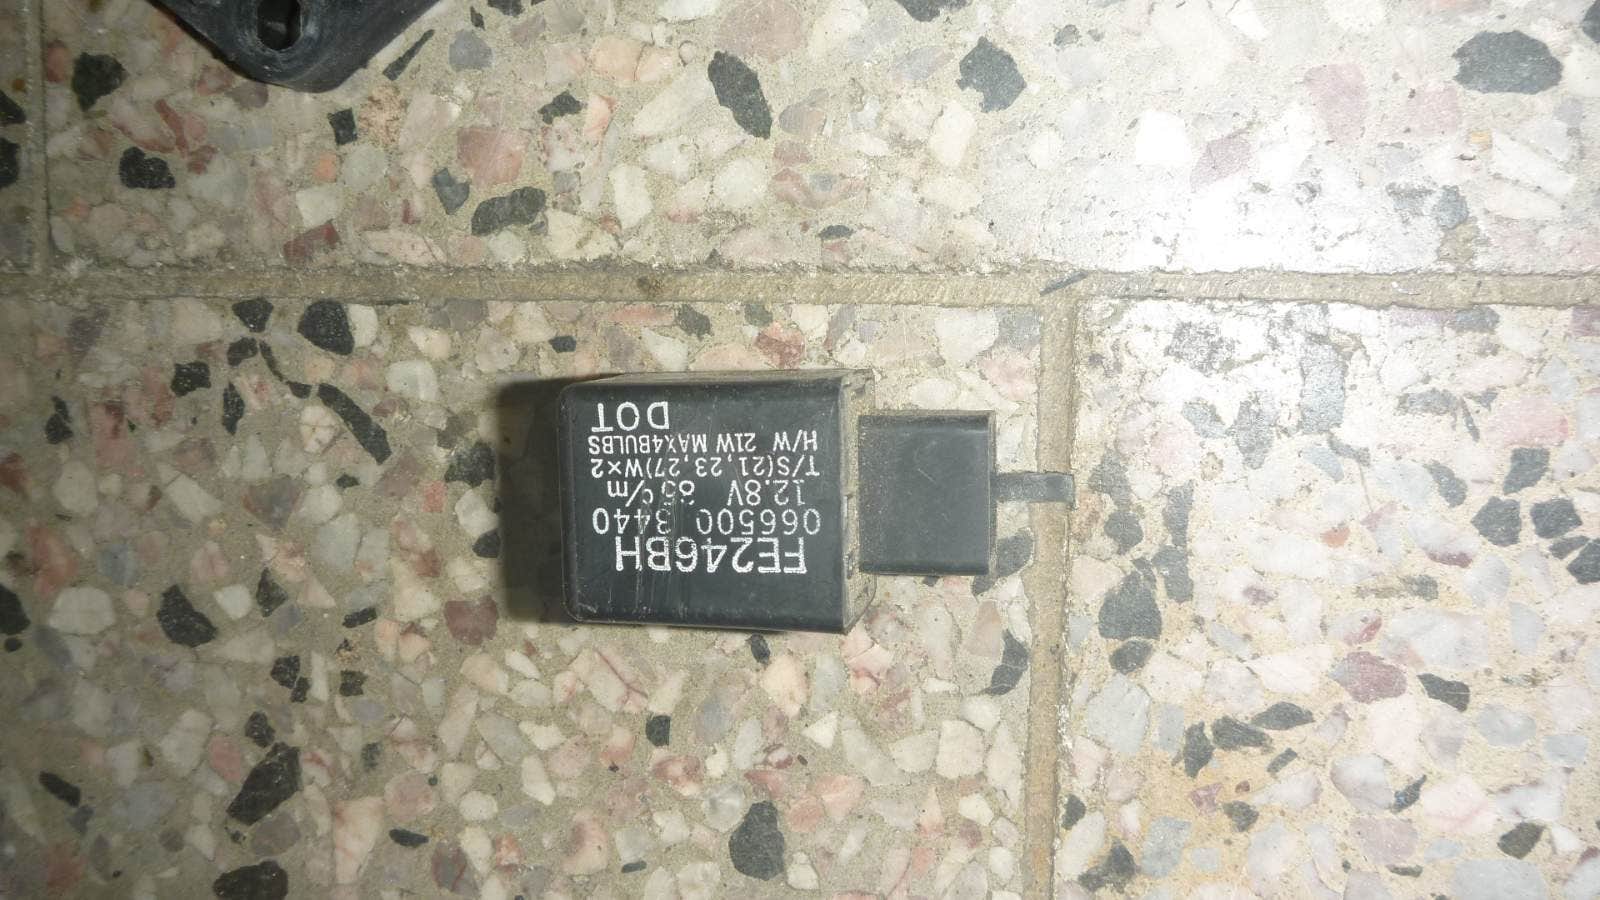 FE246BH
066500 3440
12.8V 85c/m
T/S(21,23,27)W×2
H/W 21W MAX4BULBS
DOT